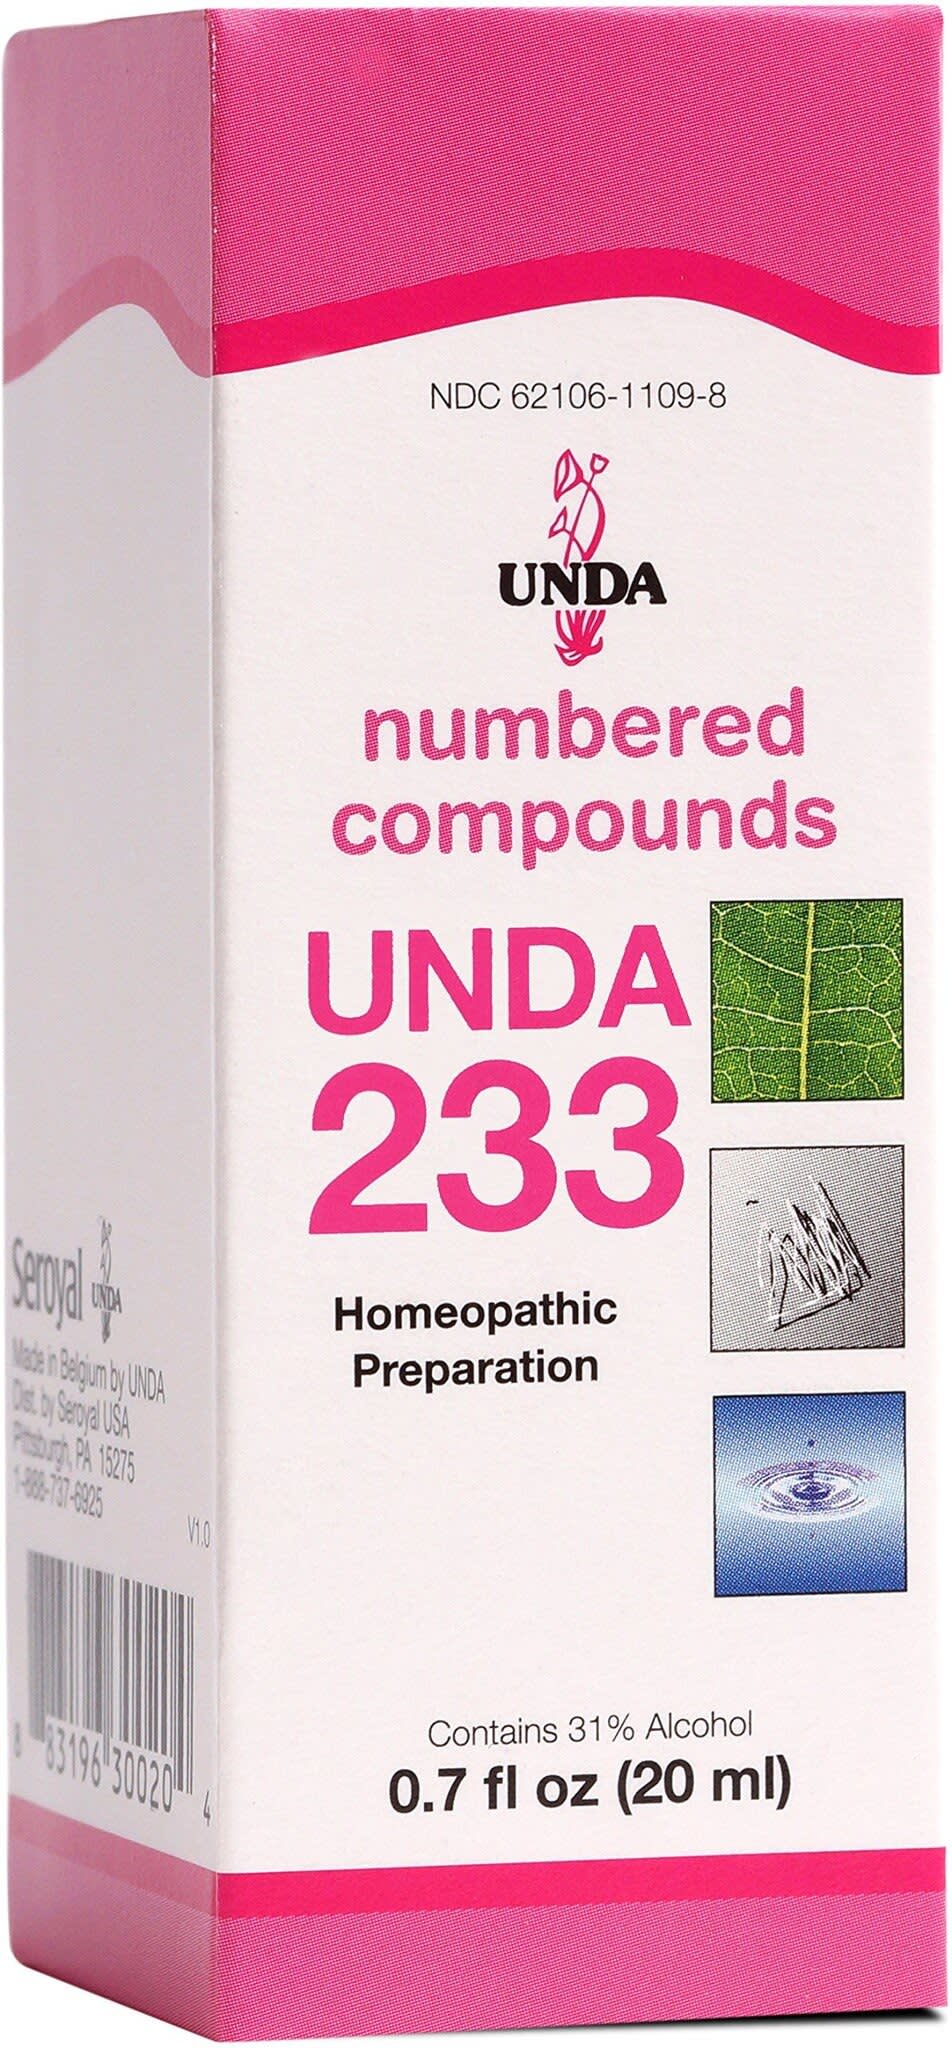 NDC 62106-1109-8
UNDA
numbered
compounds
UNDA
233
Homeopathic
Preparation
Contains 31% Alcohol
0.7 fl oz (20 ml)
Seroyal UNDA
Made in Belgium by UNDA
Dist. by Seroyal USA
Pittsburgh, PA 15275
1-888-737-6925
V1.0
8 83196 30020 4